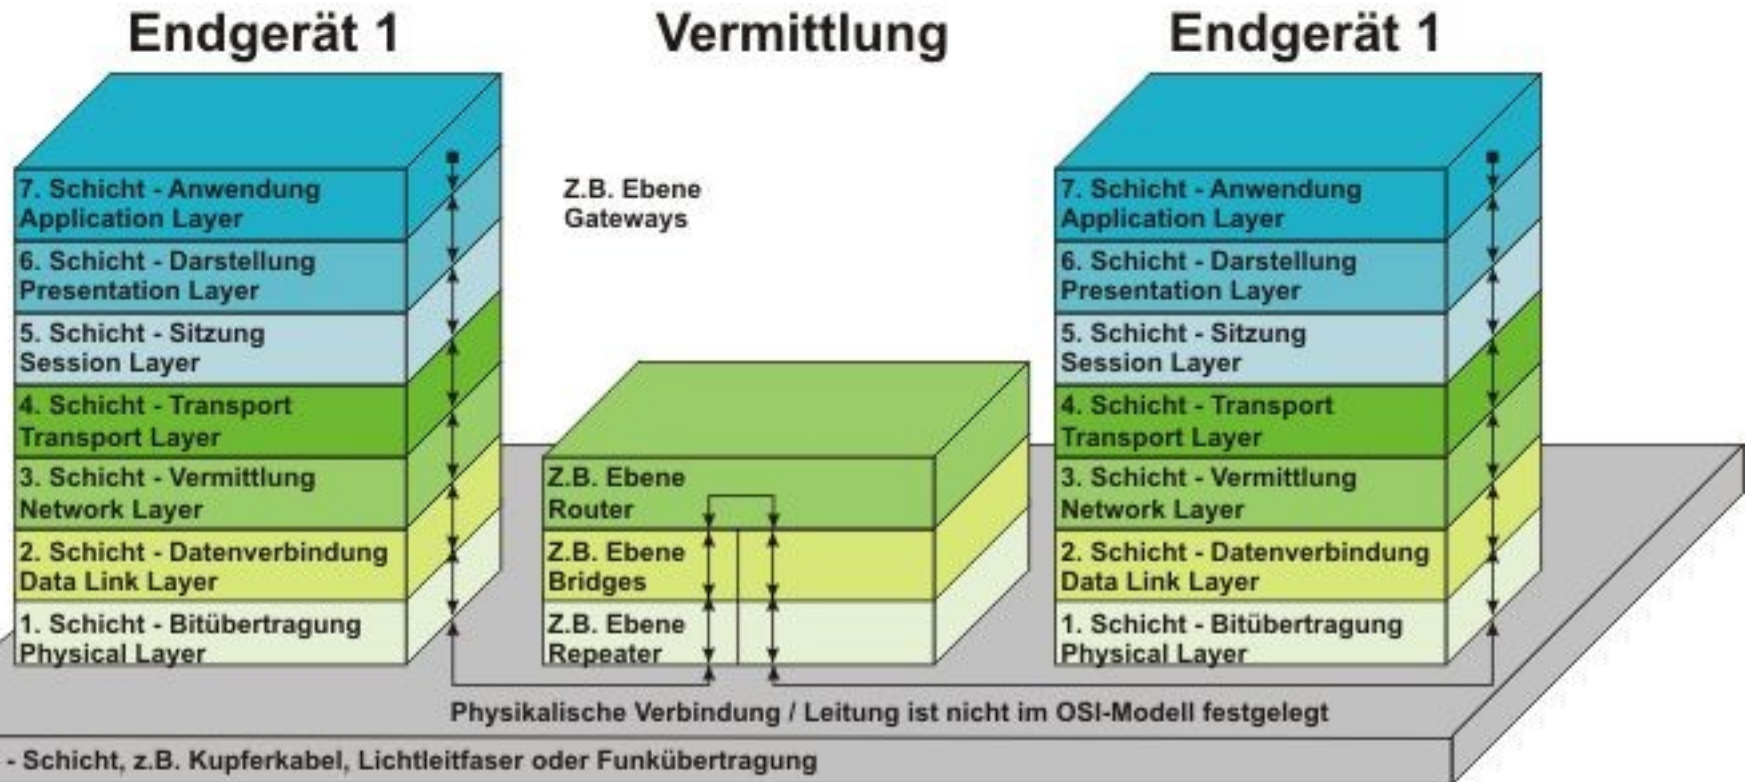 Endgerät 1
Vermittlung
Endgerät 1
7. Schicht - Anwendung
Application Layer
6. Schicht - Darstellung
Presentation Layer
5. Schicht - Sitzung
Session Layer
4. Schicht - Transport
Transport Layer
3. Schicht - Vermittlung
Network Layer
2. Schicht - Datenverbindung
Data Link Layer
1. Schicht - Bitübertragung
Physical Layer
Z.B. Ebene
Gateways
Z.B. Ebene
Router
Z.B. Ebene
Bridges
Z.B. Ebene
Repeater
7. Schicht - Anwendung
Application Layer
6. Schicht - Darstellung
Presentation Layer
5. Schicht - Sitzung
Session Layer
4. Schicht - Transport
Transport Layer
3. Schicht - Vermittlung
Network Layer
2. Schicht - Datenverbindung
Data Link Layer
1. Schicht - Bitübertragung
Physical Layer
Physikalische Verbindung / Leitung ist nicht im OSI-Modell festgelegt
- Schicht, z.B. Kupferkabel, Lichtleitfaser oder Funkübertragung